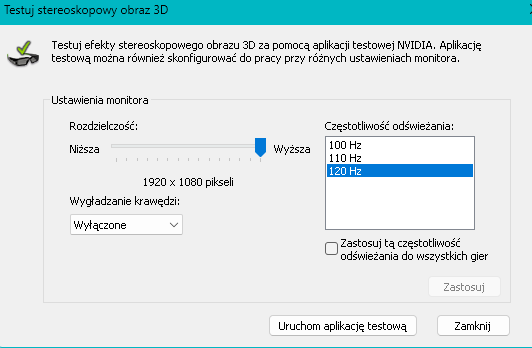 Testuj stereoskopowy obraz 3D
Testuj efekty stereoskopowego obrazu 3D za pomocą aplikacji testowej NVIDIA. Aplikację
testową można również skonfigurować do pracy przy różnych ustawieniach monitora.
Ustawienia monitora
Rozdzielczość:
Niższa
Wyższa
1920 x 1080 pikseli
Wygładzanie krawędzi:
Wyłączone
Częstotliwość odświeżania:
100 Hz
110 Hz
120 Hz
Zastosuj tą częstotliwość
odświeżania do wszystkich gier
Zastosuj
Uruchom aplikację testową
Zamknij